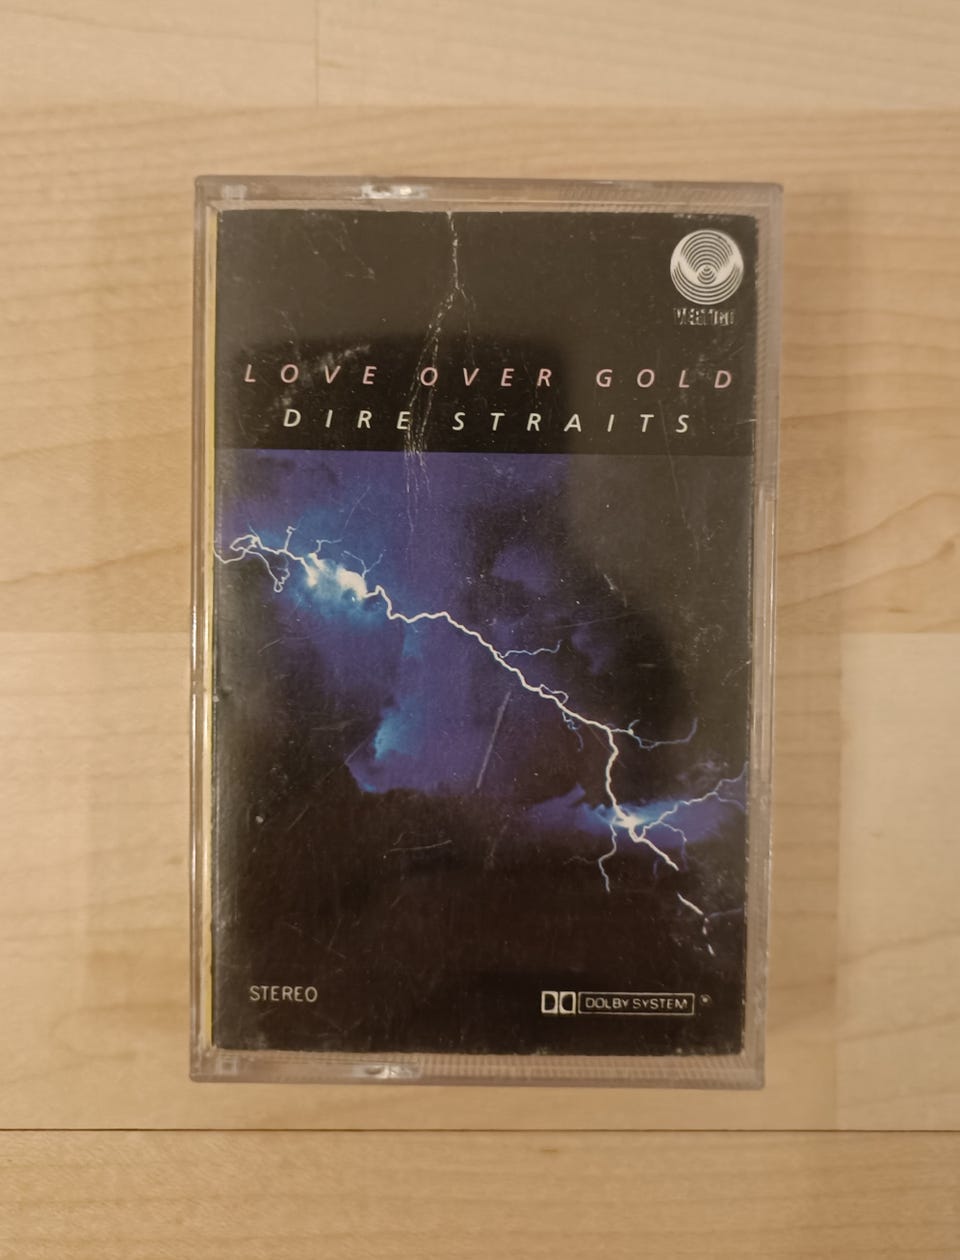 VERTIGO
LOVE OVER GOLD
DIRE STRAITS
STEREO
DOLBY SYSTEM